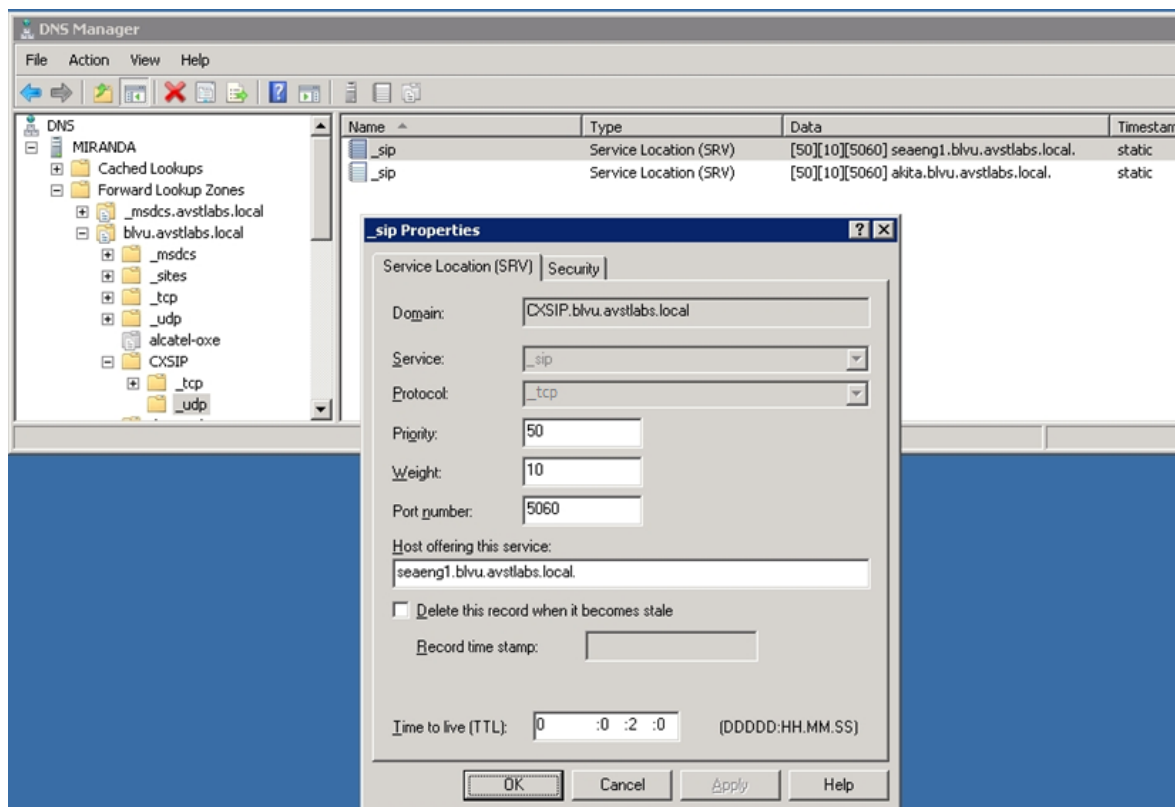 DNS Manager
File Action View Help
DNS
MIRANDA
Cached Lookups
Forward Lookup Zones
_msdcs.avstlabs.local
blvu.avstlabs.local
_msdcs
_sites
_tcp
_udp
alcatel-oxe
CXSIP
_tcp
_udp
Name Type Data Timestam
_sip Service Location (SRV) [50][10][5060] seaeng1.blvu.avstlabs.local. static
_sip Service Location (SRV) [50][10][5060] akita.blvu.avstlabs.local. static
_sip Properties
Service Location (SRV) Security
Domain: CXSIP.blvu.avstlabs.local
Service: _sip
Protocol: _tcp
Priority: 50
Weight: 10
Port number: 5060
Host offering this service:
seaeng1.blvu.avstlabs.local.
Delete this record when it becomes stale
Record time stamp:
Time to live (TTL): 0 :0 :2 :0 (DDDDD:HH.MM.SS)
OK Cancel Apply Help